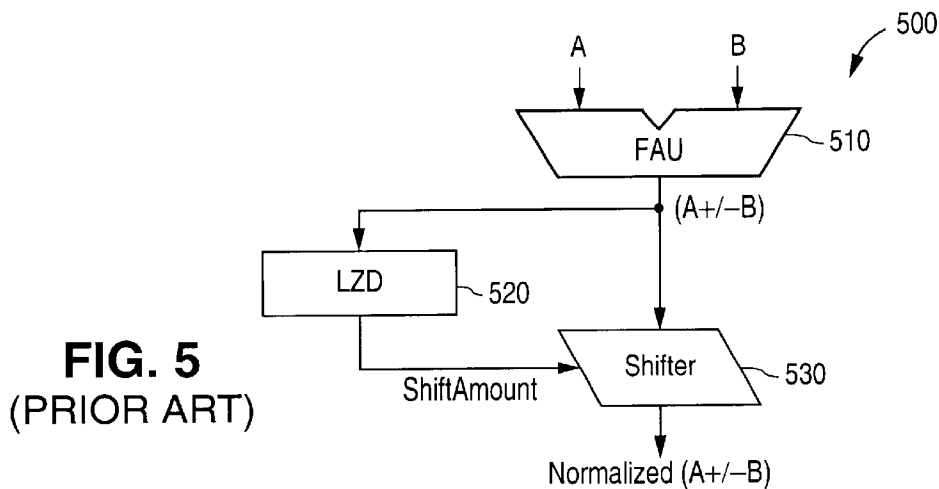 500
A
B
FAU
510
(A+/−B)
LZD
520
FIG. 5
(PRIOR ART)
ShiftAmount
Shifter
530
Normalized (A+/−B)